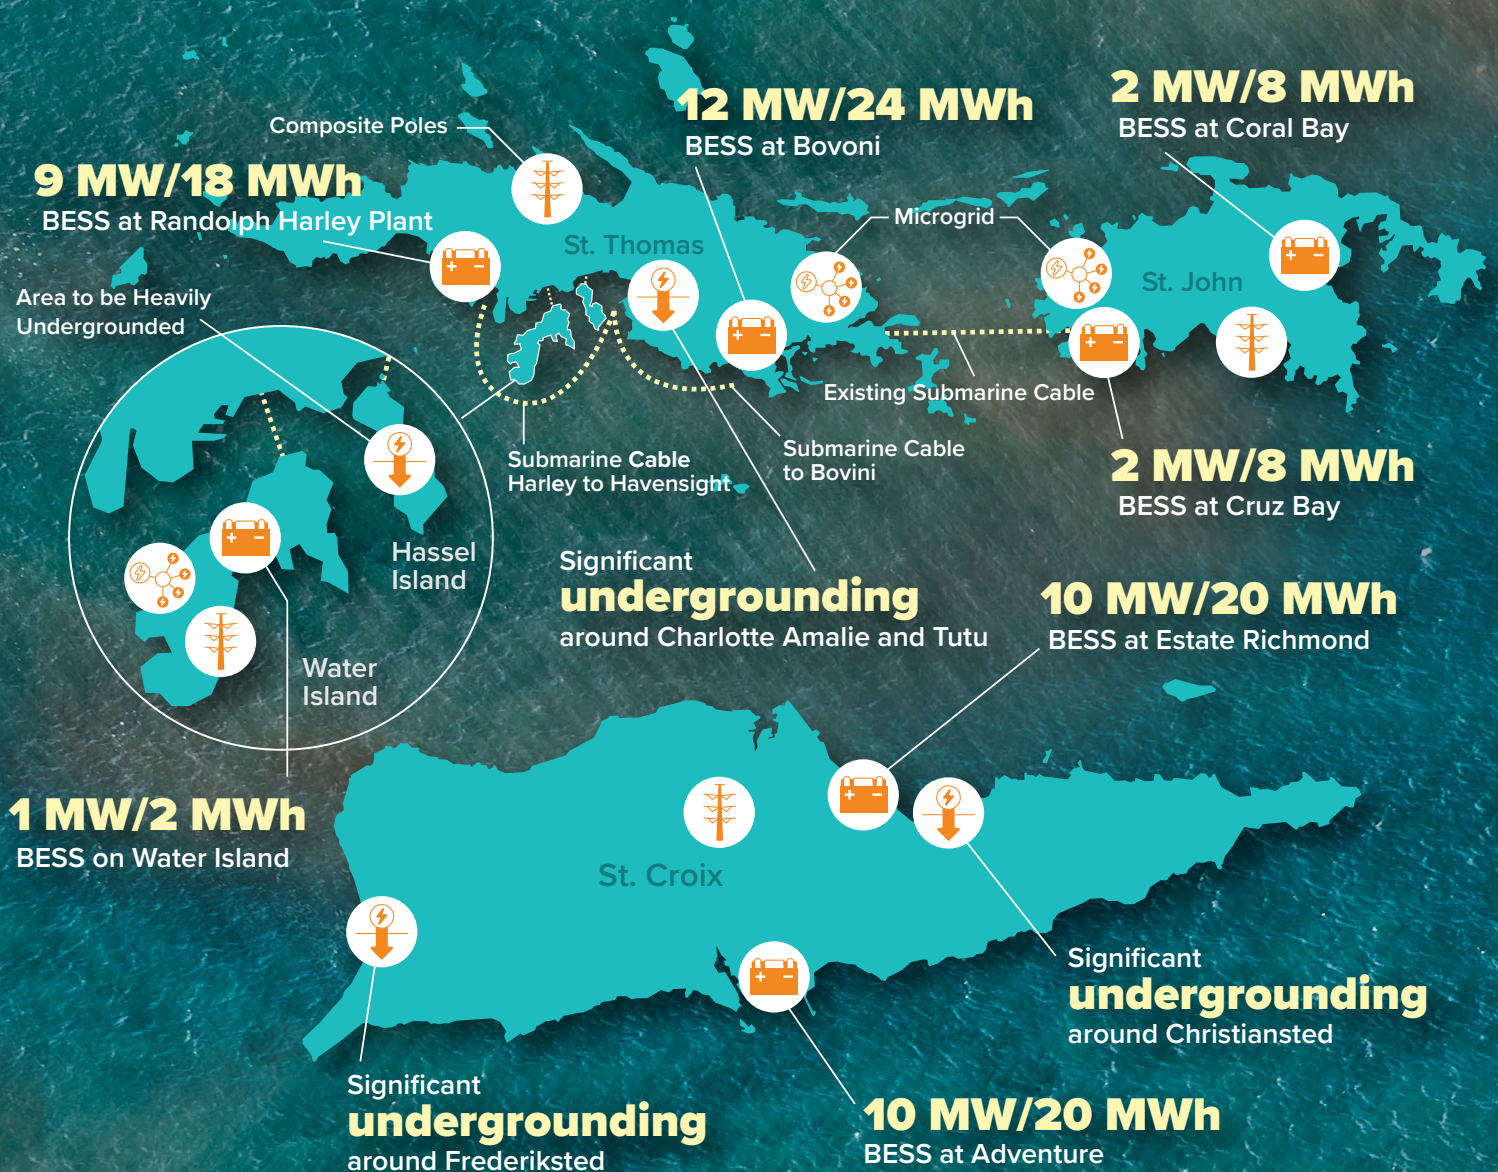 Composite Poles
9 MW/18 MWh
BESS at Randolph Harley Plant
12 MW/24 MWh
BESS at Bovoni
2 MW/8 MWh
BESS at Coral Bay
Microgrid
St. Thomas
St. John
Area to be Heavily
Undergrounded
Existing Submarine Cable
Submarine Cable
Harley to Havensight
Submarine Cable
to Bovini
2 MW/8 MWh
BESS at Cruz Bay
Hassel
Island
Water
Island
Significant
undergrounding
around Charlotte Amalie and Tutu
10 MW/20 MWh
BESS at Estate Richmond
1 MW/2 MWh
BESS on Water Island
St. Croix
Significant
undergrounding
around Christiansted
Significant
undergrounding
around Frederiksted
10 MW/20 MWh
BESS at Adventure